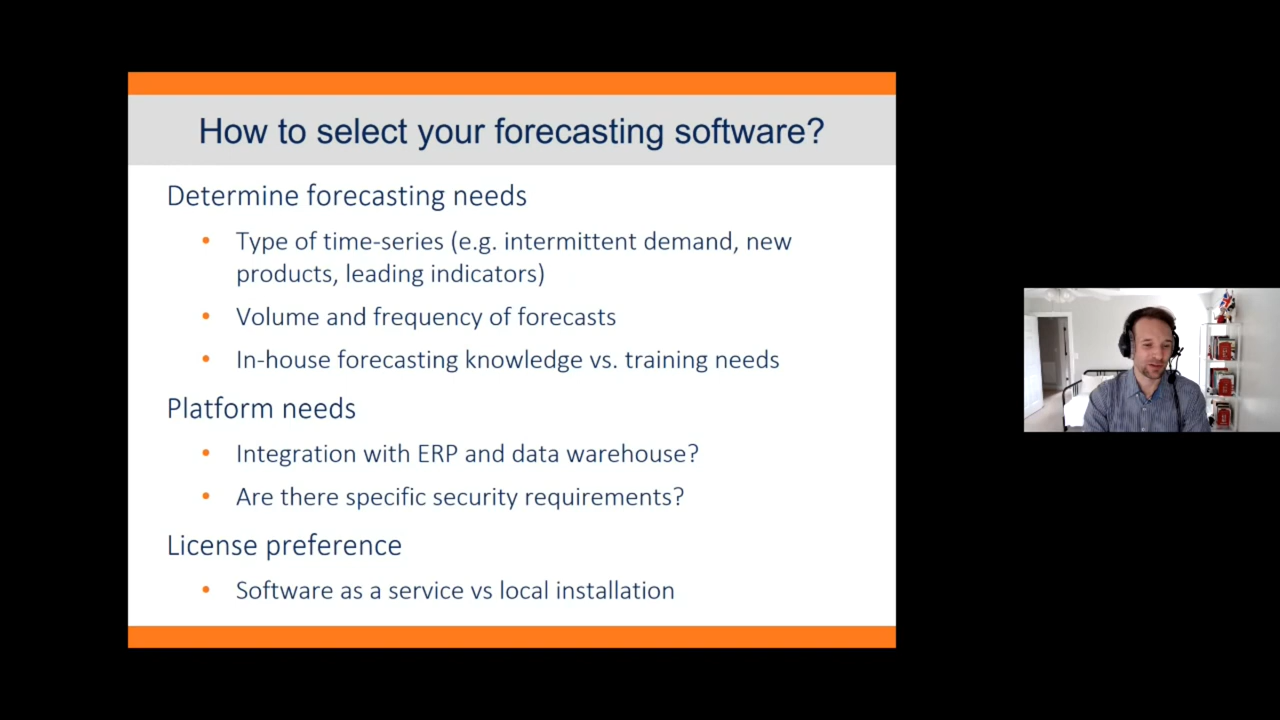 How to select your forecasting software?
Determine forecasting needs
• Type of time-series (e.g. intermittent demand, new
products, leading indicators)
• Volume and frequency of forecasts
• In-house forecasting knowledge vs. training needs
Platform needs
• Integration with ERP and data warehouse?
• Are there specific security requirements?
License preference
• Software as a service vs local installation